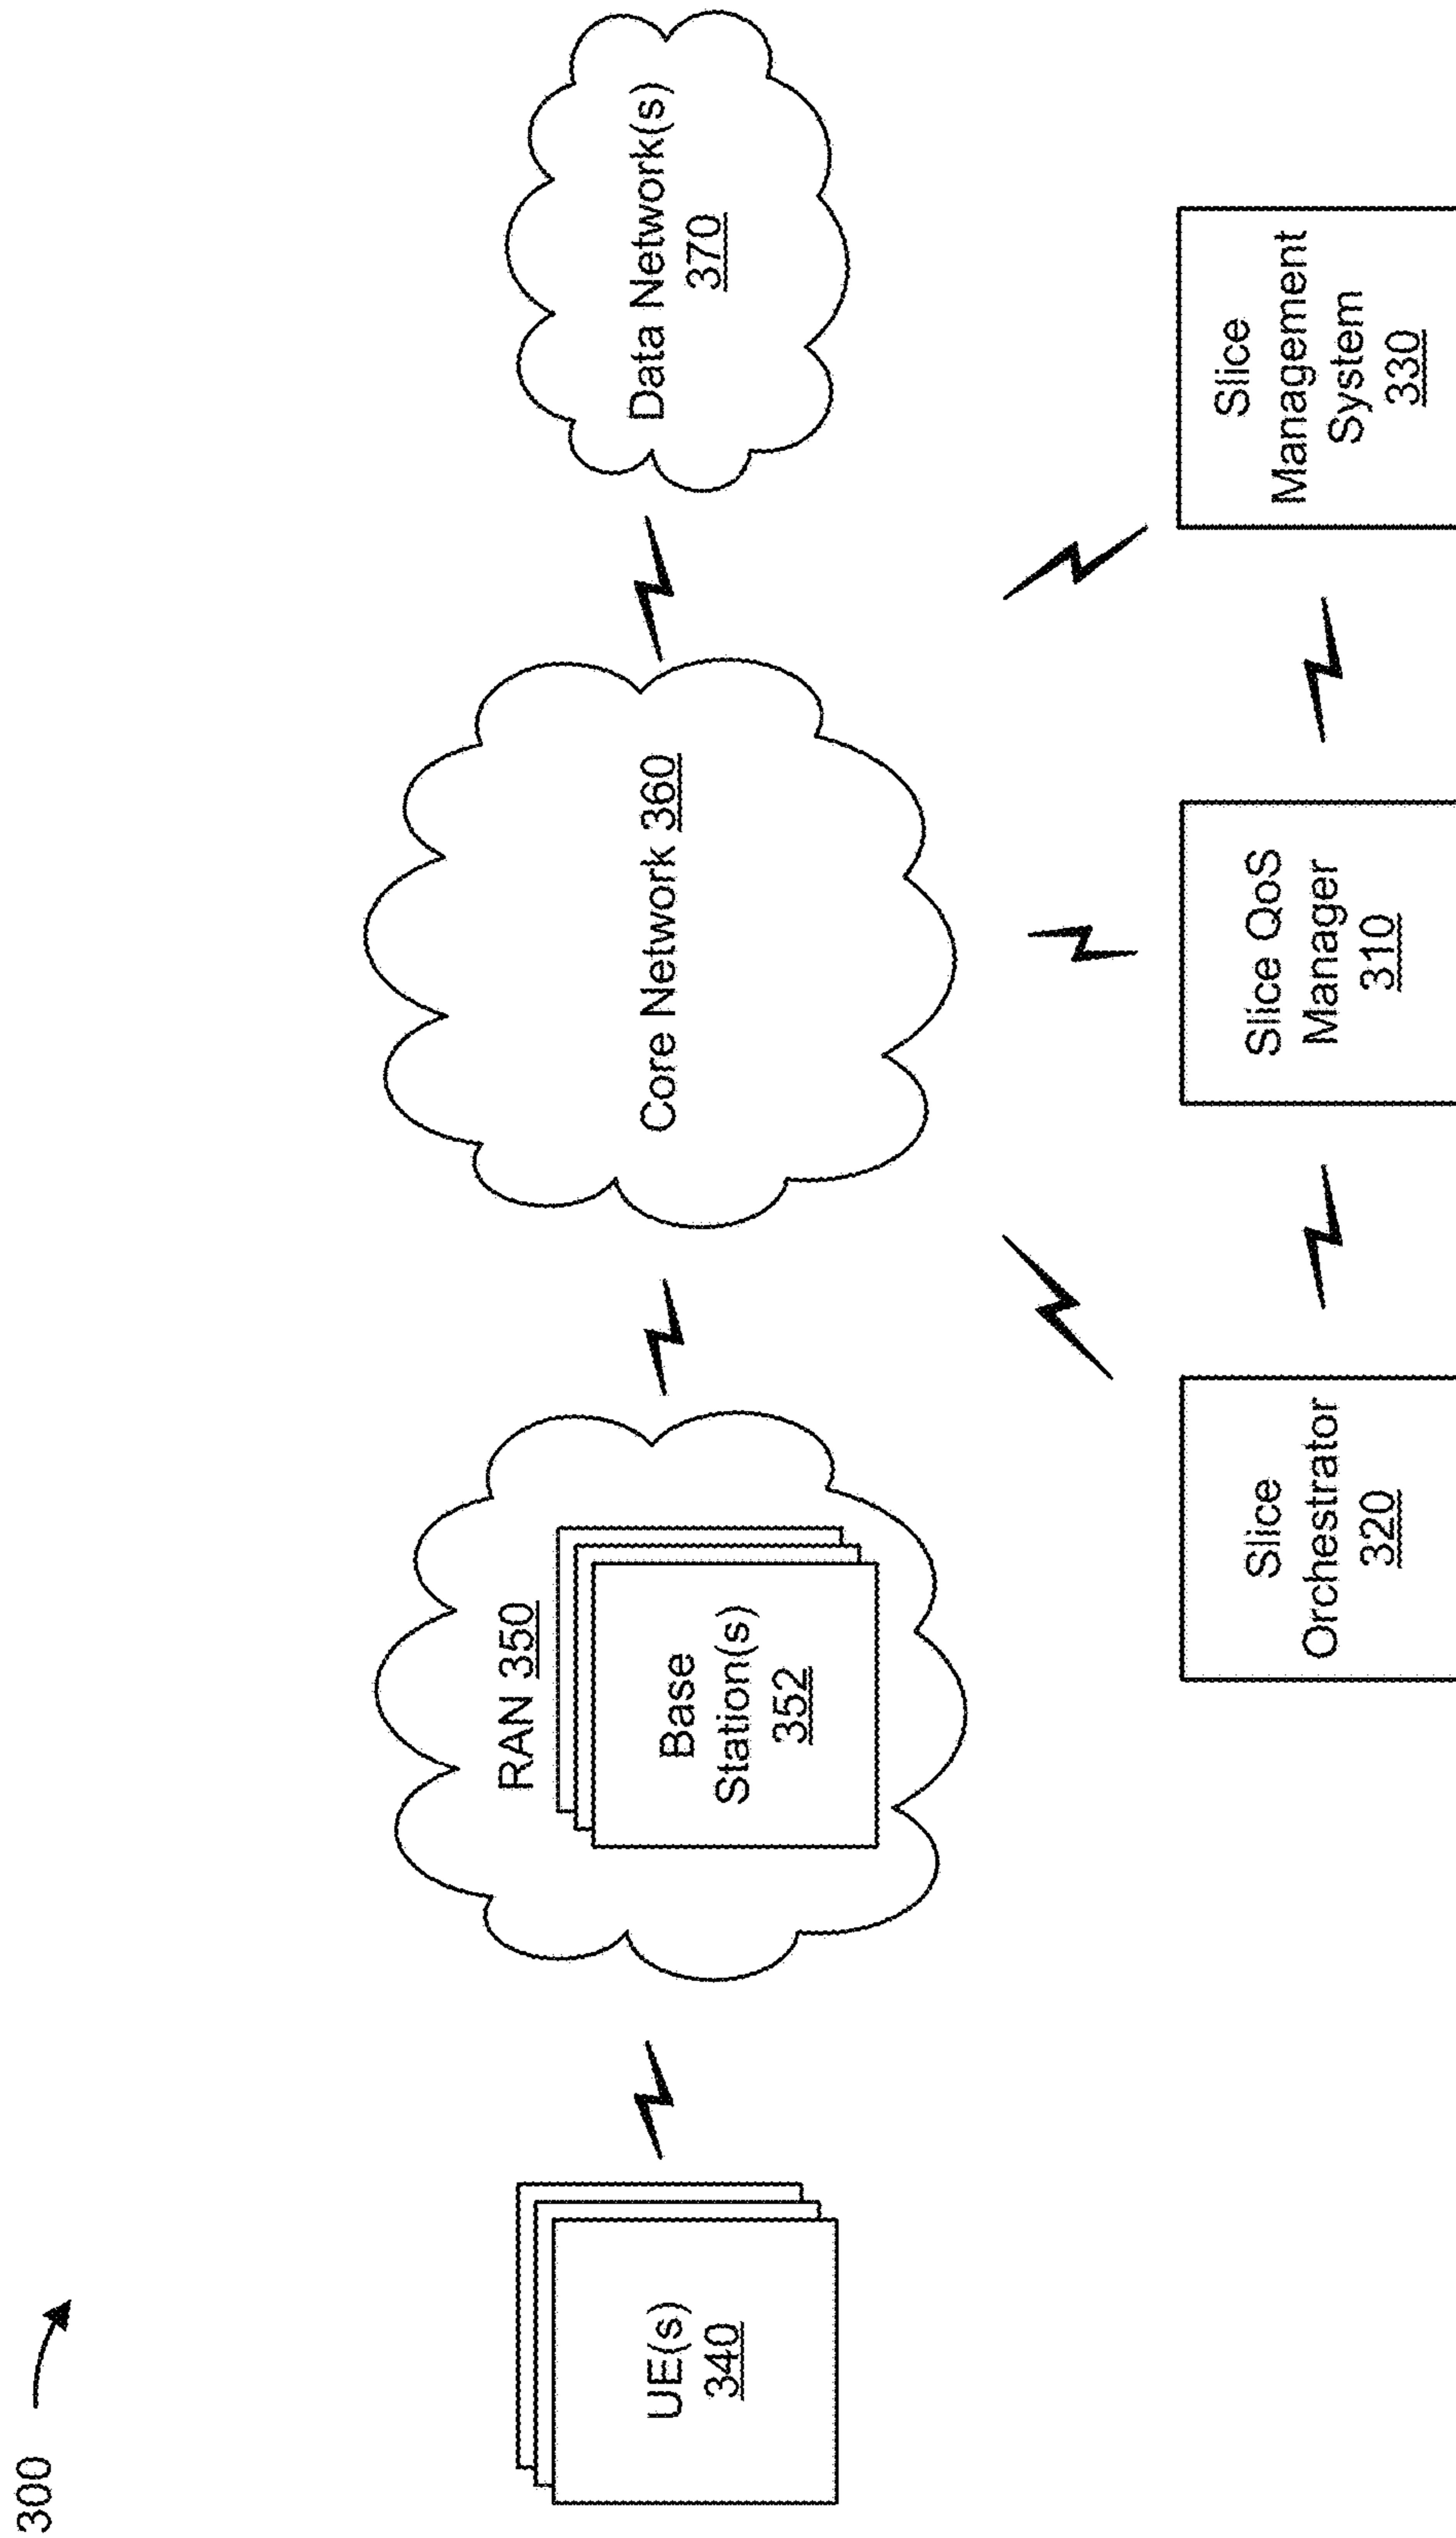 300
UE(s)
340
RAN 350
Base
Station(s)
352
Core Network 360
Data Network(s)
370
Slice
Orchestrator
320
Slice QoS
Manager
310
Slice
Management
System
330